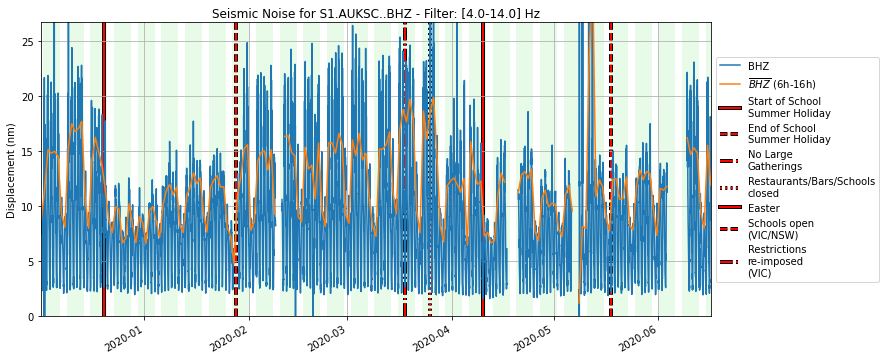 Seismic Noise for S1.AUKSC..BHZ - Filter: [4.0-14.0] Hz
Displacement (nm)
25
20
15
10
5
0
2020-01
2020-02
2020-03
2020-04
2020-05
2020-06
BHZ
BHZ (6h-16h)
Start of School
Summer Holiday
End of School
Summer Holiday
No Large
Gatherings
Restaurants/Bars/Schools
closed
Easter
Schools open
(VIC/NSW)
Restrictions
re-imposed
(VIC)